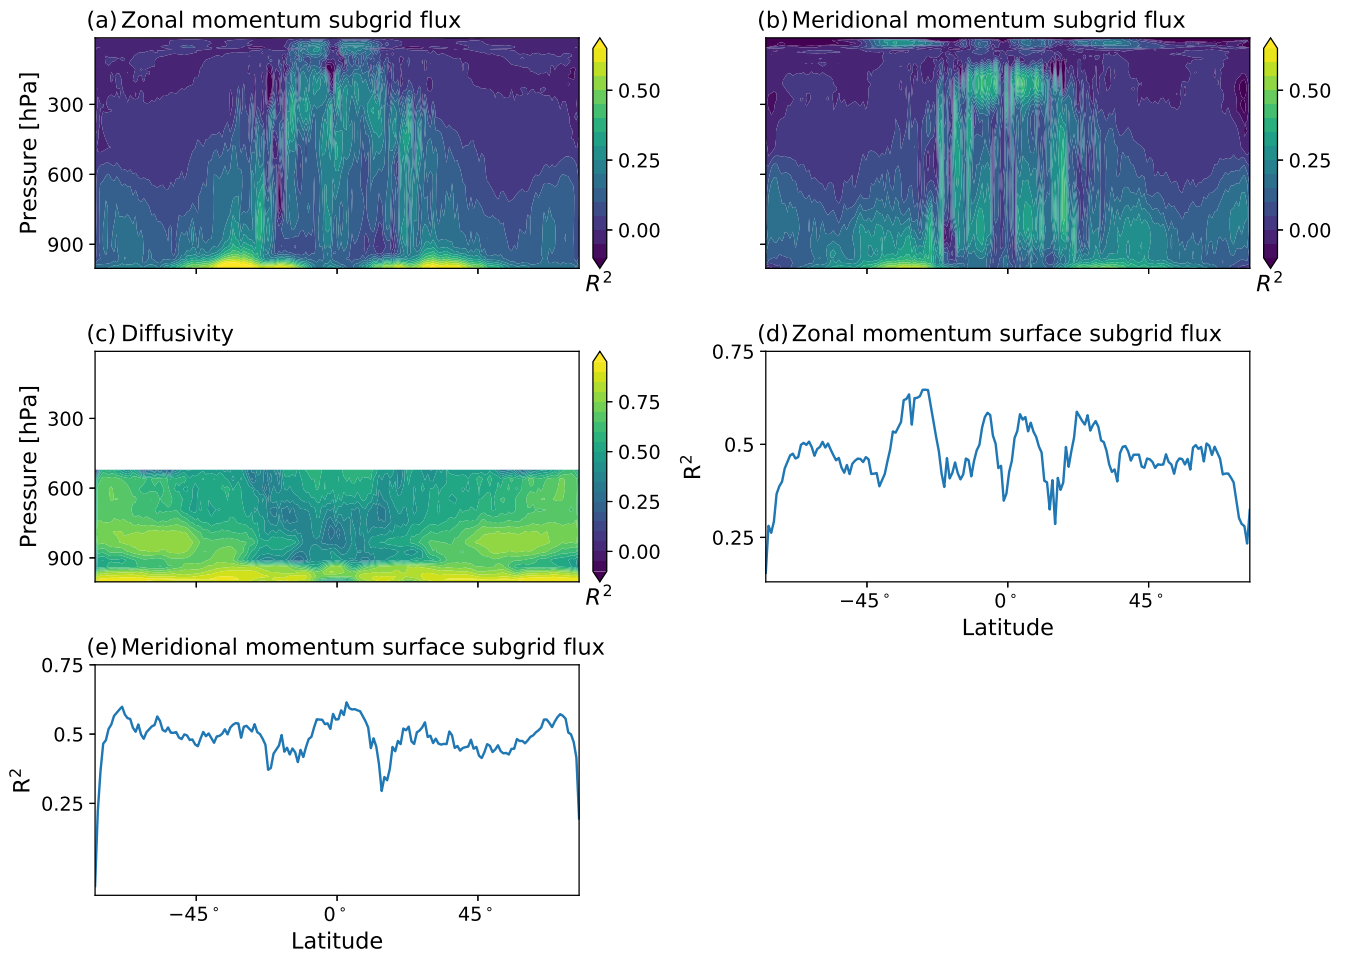 (a) Zonal momentum subgrid flux
Pressure [hPa]
300
600
900
0.50
0.25
0.00
R²
(b) Meridional momentum subgrid flux
0.50
0.25
0.00
R²
(c) Diffusivity
Pressure [hPa]
300
600
900
0.75
0.50
0.25
0.00
R²
(d) Zonal momentum surface subgrid flux
R²
0.75
0.5
0.25
−45° 0° 45°
Latitude
(e) Meridional momentum surface subgrid flux
R²
0.75
0.5
0.25
−45° 0° 45°
Latitude